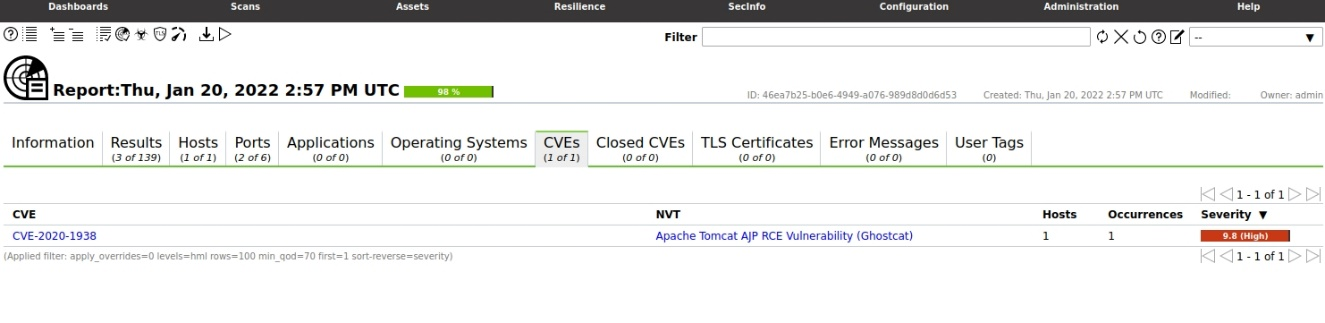 Dashboards Scans Assets Resilience SecInfo Configuration Administration Help
Filter --
Report:Thu, Jan 20, 2022 2:57 PM UTC 98 % ID: 46ea7b25-b0e6-4949-a076-989d8d0d6d53 Created: Thu, Jan 20, 2022 2:57 PM UTC Modified: Owner: admin
Information Results Hosts Ports Applications Operating Systems CVEs Closed CVEs TLS Certificates Error Messages User Tags
(3 of 139) (1 of 1) (2 of 6) (0 of 0) (0 of 0) (1 of 1) (0 of 0) (0 of 0) (0 of 0) (0)
1 - 1 of 1
CVE NVT Hosts Occurrences Severity ▼
CVE-2020-1938 Apache Tomcat AJP RCE Vulnerability (Ghostcat) 1 1 9.8 (High)
(Applied filter: apply_overrides=0 levels=hml rows=100 min_qod=70 first=1 sort-reverse=severity) 1 - 1 of 1